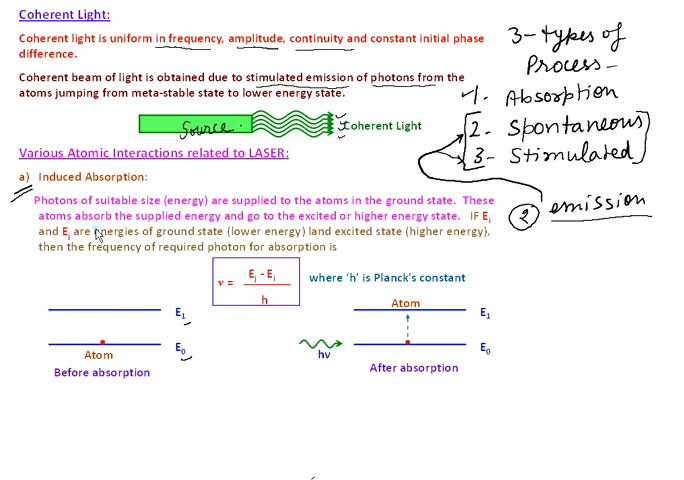 Coherent Light:
Coherent light is uniform in frequency, amplitude, continuity and constant initial phase
difference.
Coherent beam of light is obtained due to stimulated emission of photons from the
atoms jumping from meta-stable state to lower energy state.
Source.
Coherent Light
Various Atomic Interactions related to LASER:
a) Induced Absorption:
Photons of suitable size (energy) are supplied to the atoms in the ground state. These
atoms absorb the supplied energy and go to the excited or higher energy state. IF Ei
and Ej are energies of ground state (lower energy) land excited state (higher energy),
then the frequency of required photon for absorption is
ν = Ej - Ei / h
where 'h' is Planck's constant
E1
E0
Atom
Before absorption
hν
Atom
E1
E0
After absorption
3- types of
Process -
1. Absorption
2- Spontaneous
3- Stimulated
2 emission